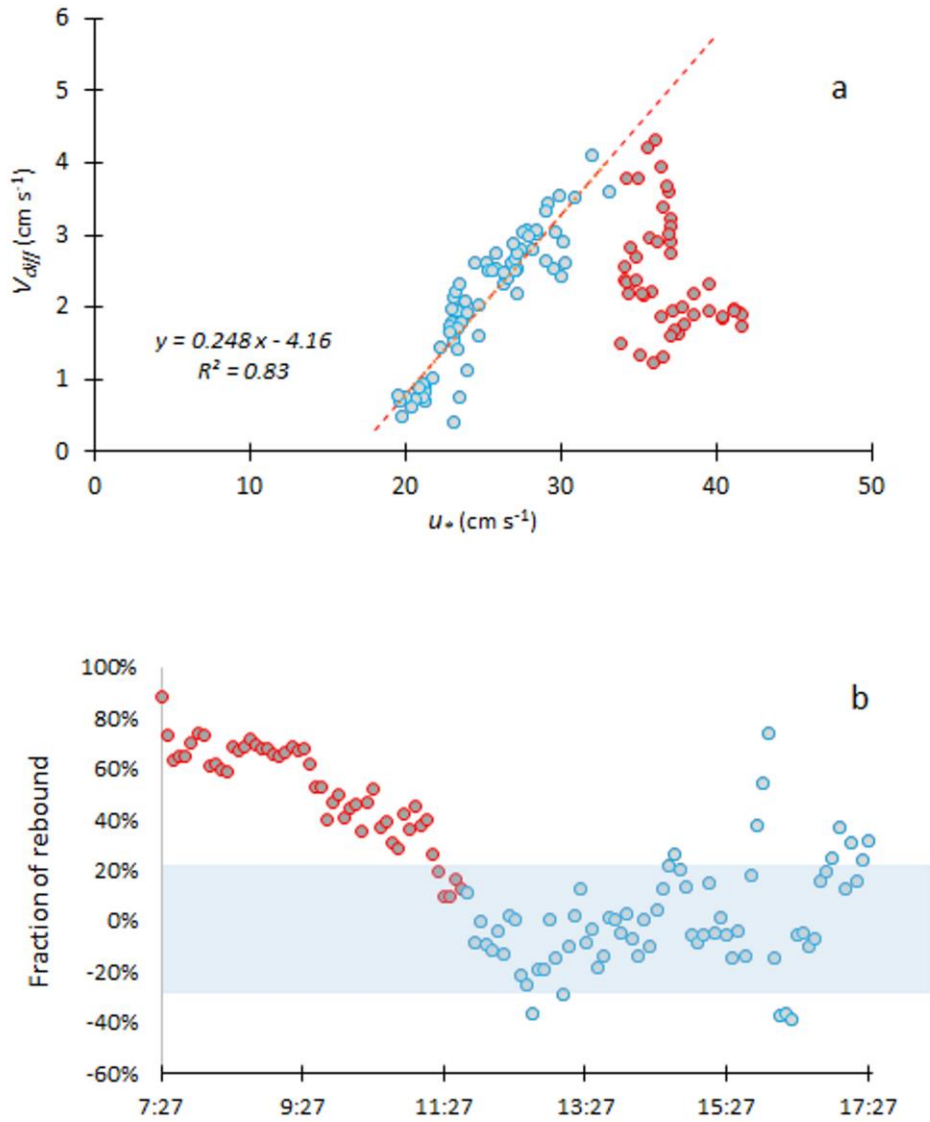 6
a
5
4
3
2
1
0
V diff (cm s-1)
y = 0.248 x - 4.16
R² = 0.83
0 10 20 30 40 50
u* (cm s-1)
100%
b
80%
60%
40%
20%
0%
-20%
-40%
-60%
Fraction of rebound
7:27 9:27 11:27 13:27 15:27 17:27